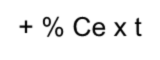 + % Ce x t